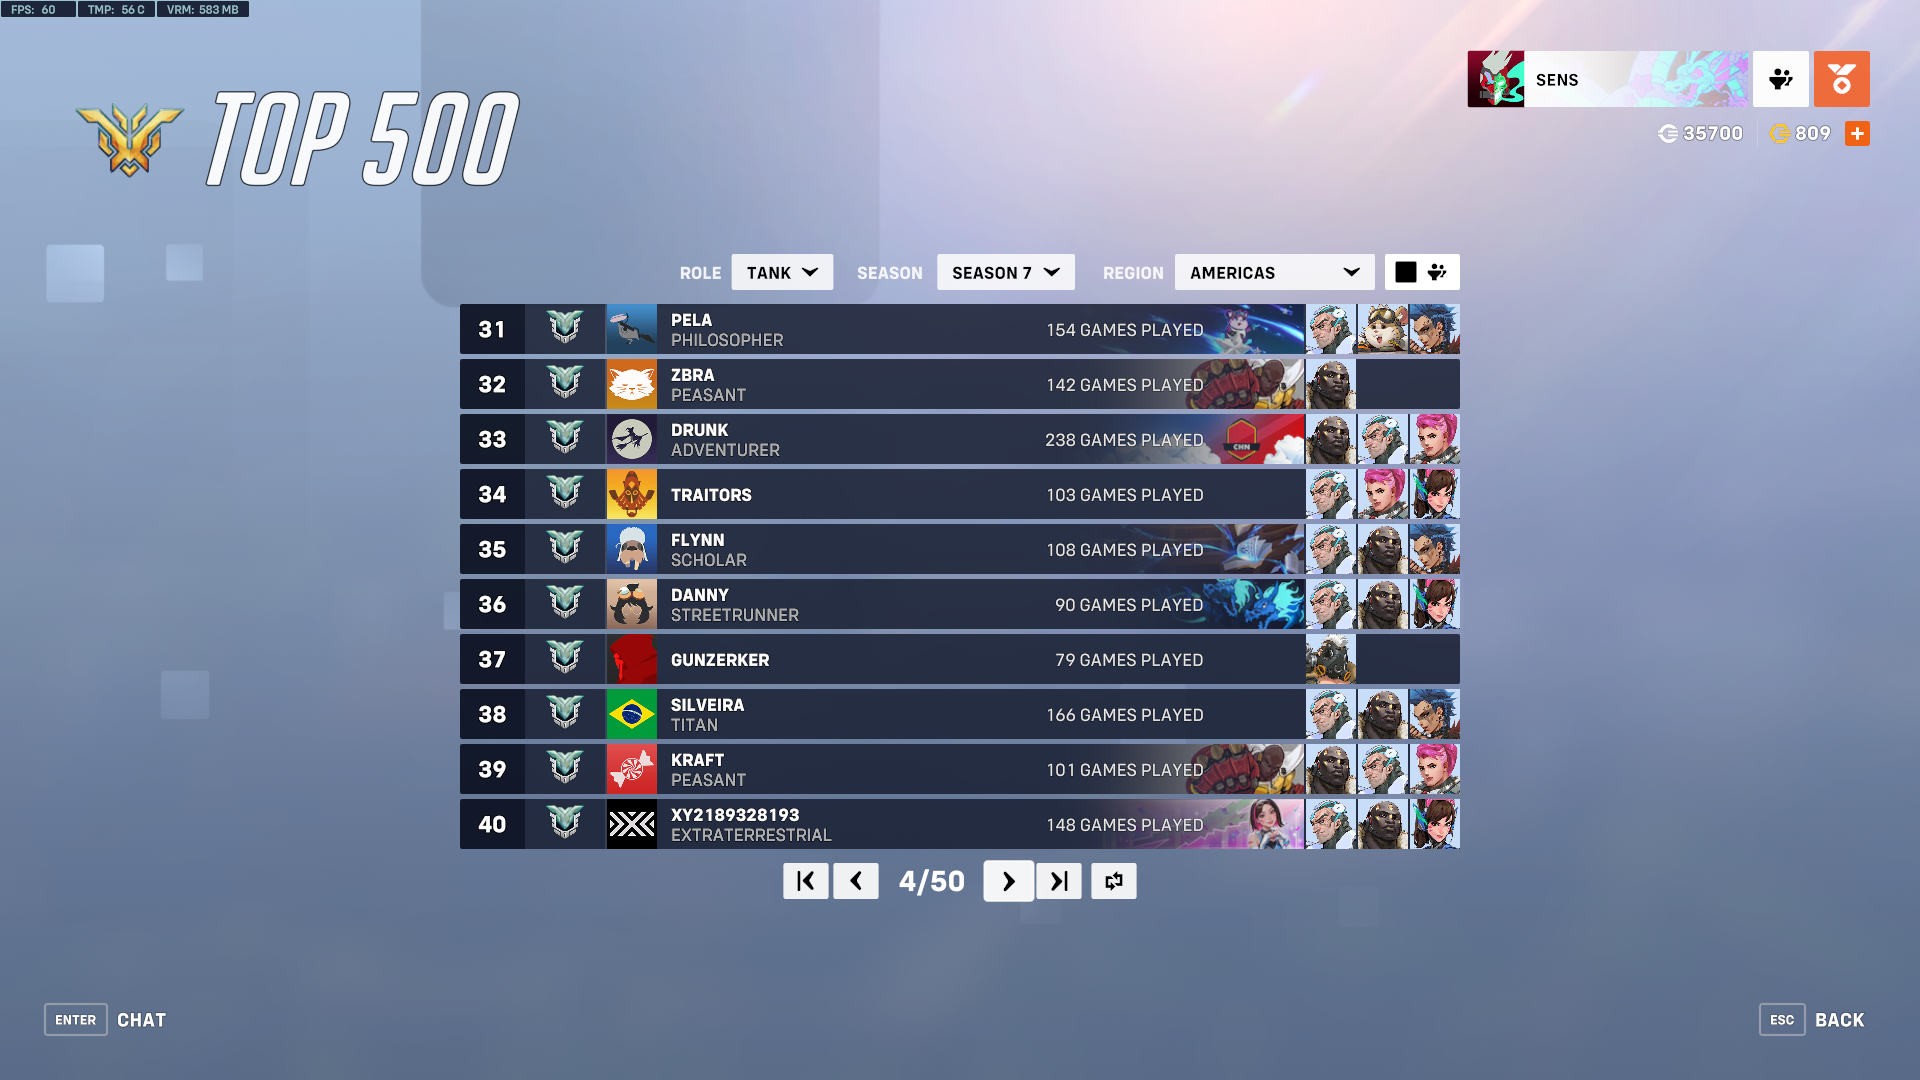 FPS: 60 TMP: 56 C VRM: 583 MB
TOP 500
SENS
35700 809
ROLE TANK SEASON SEASON 7 REGION AMERICAS
31 PELA
PHILOSOPHER
154 GAMES PLAYED
32 ZBRA
PEASANT
142 GAMES PLAYED
33 DRUNK
ADVENTURER
238 GAMES PLAYED
CHN
34 TRAITORS
103 GAMES PLAYED
35 FLYNN
SCHOLAR
108 GAMES PLAYED
36 DANNY
STREETRUNNER
90 GAMES PLAYED
37 GUNZERKER
79 GAMES PLAYED
38 SILVEIRA
TITAN
166 GAMES PLAYED
39 KRAFT
PEASANT
101 GAMES PLAYED
40 XY2189328193
EXTRATERRESTRIAL
148 GAMES PLAYED
4/50
ENTER CHAT
ESC BACK